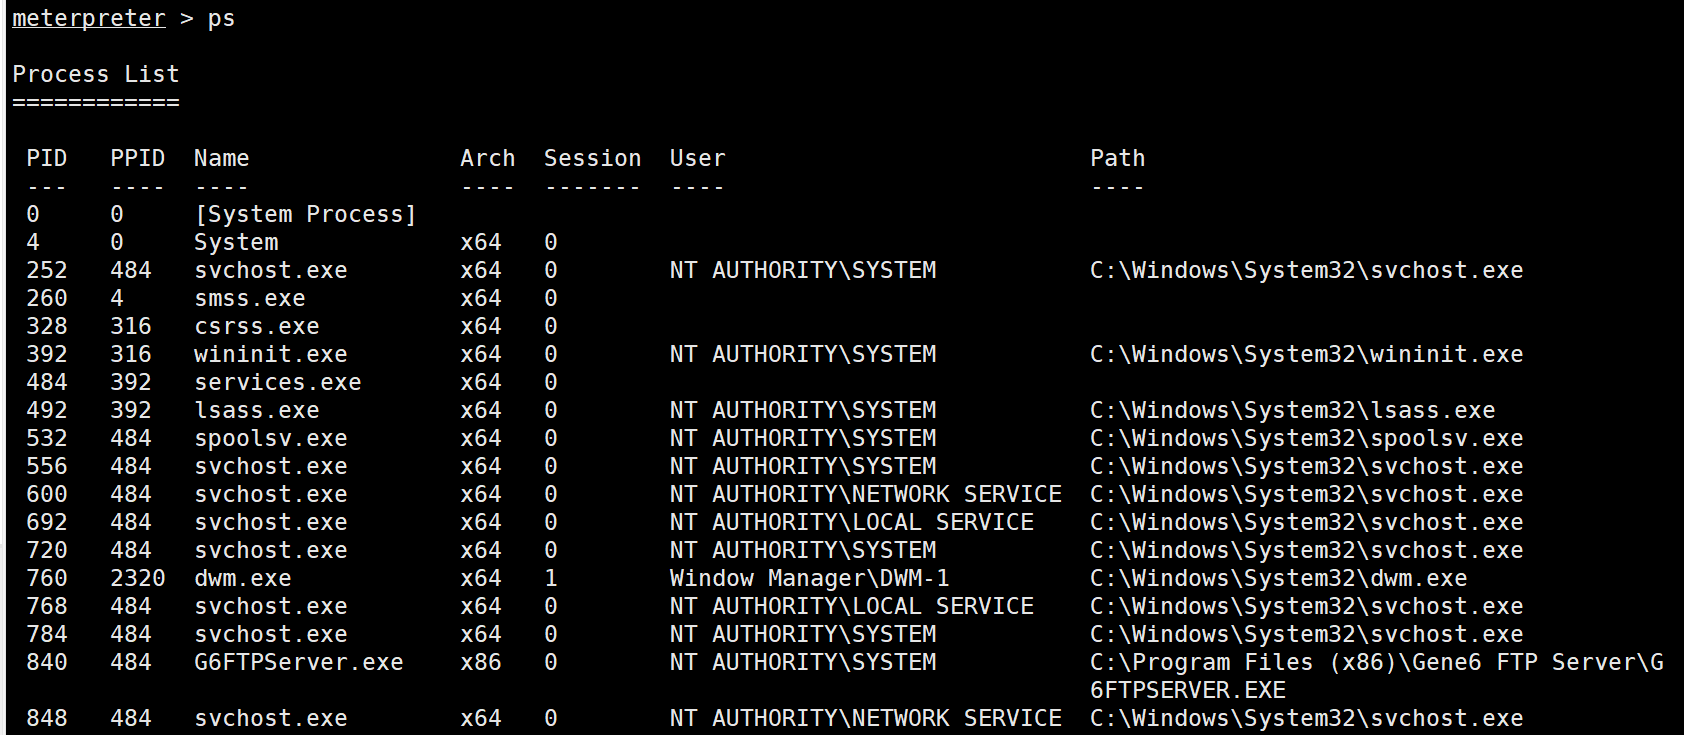 meterpreter > ps
Process List
============
PID PPID Name Arch Session User Path
--- ---- ---- ---- ------- ---- ----
0 0 [System Process]
4 0 System x64 0
252 484 svchost.exe x64 0 NT AUTHORITY\SYSTEM C:\Windows\System32\svchost.exe
260 4 smss.exe x64 0
328 316 csrss.exe x64 0
392 316 wininit.exe x64 0 NT AUTHORITY\SYSTEM C:\Windows\System32\wininit.exe
484 392 services.exe x64 0
492 392 lsass.exe x64 0 NT AUTHORITY\SYSTEM C:\Windows\System32\lsass.exe
532 484 spoolsv.exe x64 0 NT AUTHORITY\SYSTEM C:\Windows\System32\spoolsv.exe
556 484 svchost.exe x64 0 NT AUTHORITY\SYSTEM C:\Windows\System32\svchost.exe
600 484 svchost.exe x64 0 NT AUTHORITY\NETWORK SERVICE C:\Windows\System32\svchost.exe
692 484 svchost.exe x64 0 NT AUTHORITY\LOCAL SERVICE C:\Windows\System32\svchost.exe
720 484 svchost.exe x64 0 NT AUTHORITY\SYSTEM C:\Windows\System32\svchost.exe
760 2320 dwm.exe x64 1 Window Manager\DWM-1 C:\Windows\System32\dwm.exe
768 484 svchost.exe x64 0 NT AUTHORITY\LOCAL SERVICE C:\Windows\System32\svchost.exe
784 484 svchost.exe x64 0 NT AUTHORITY\SYSTEM C:\Windows\System32\svchost.exe
840 484 G6FTPServer.exe x86 0 NT AUTHORITY\SYSTEM C:\Program Files (x86)\Gene6 FTP Server\G
6FTPSERVER.EXE
848 484 svchost.exe x64 0 NT AUTHORITY\NETWORK SERVICE C:\Windows\System32\svchost.exe